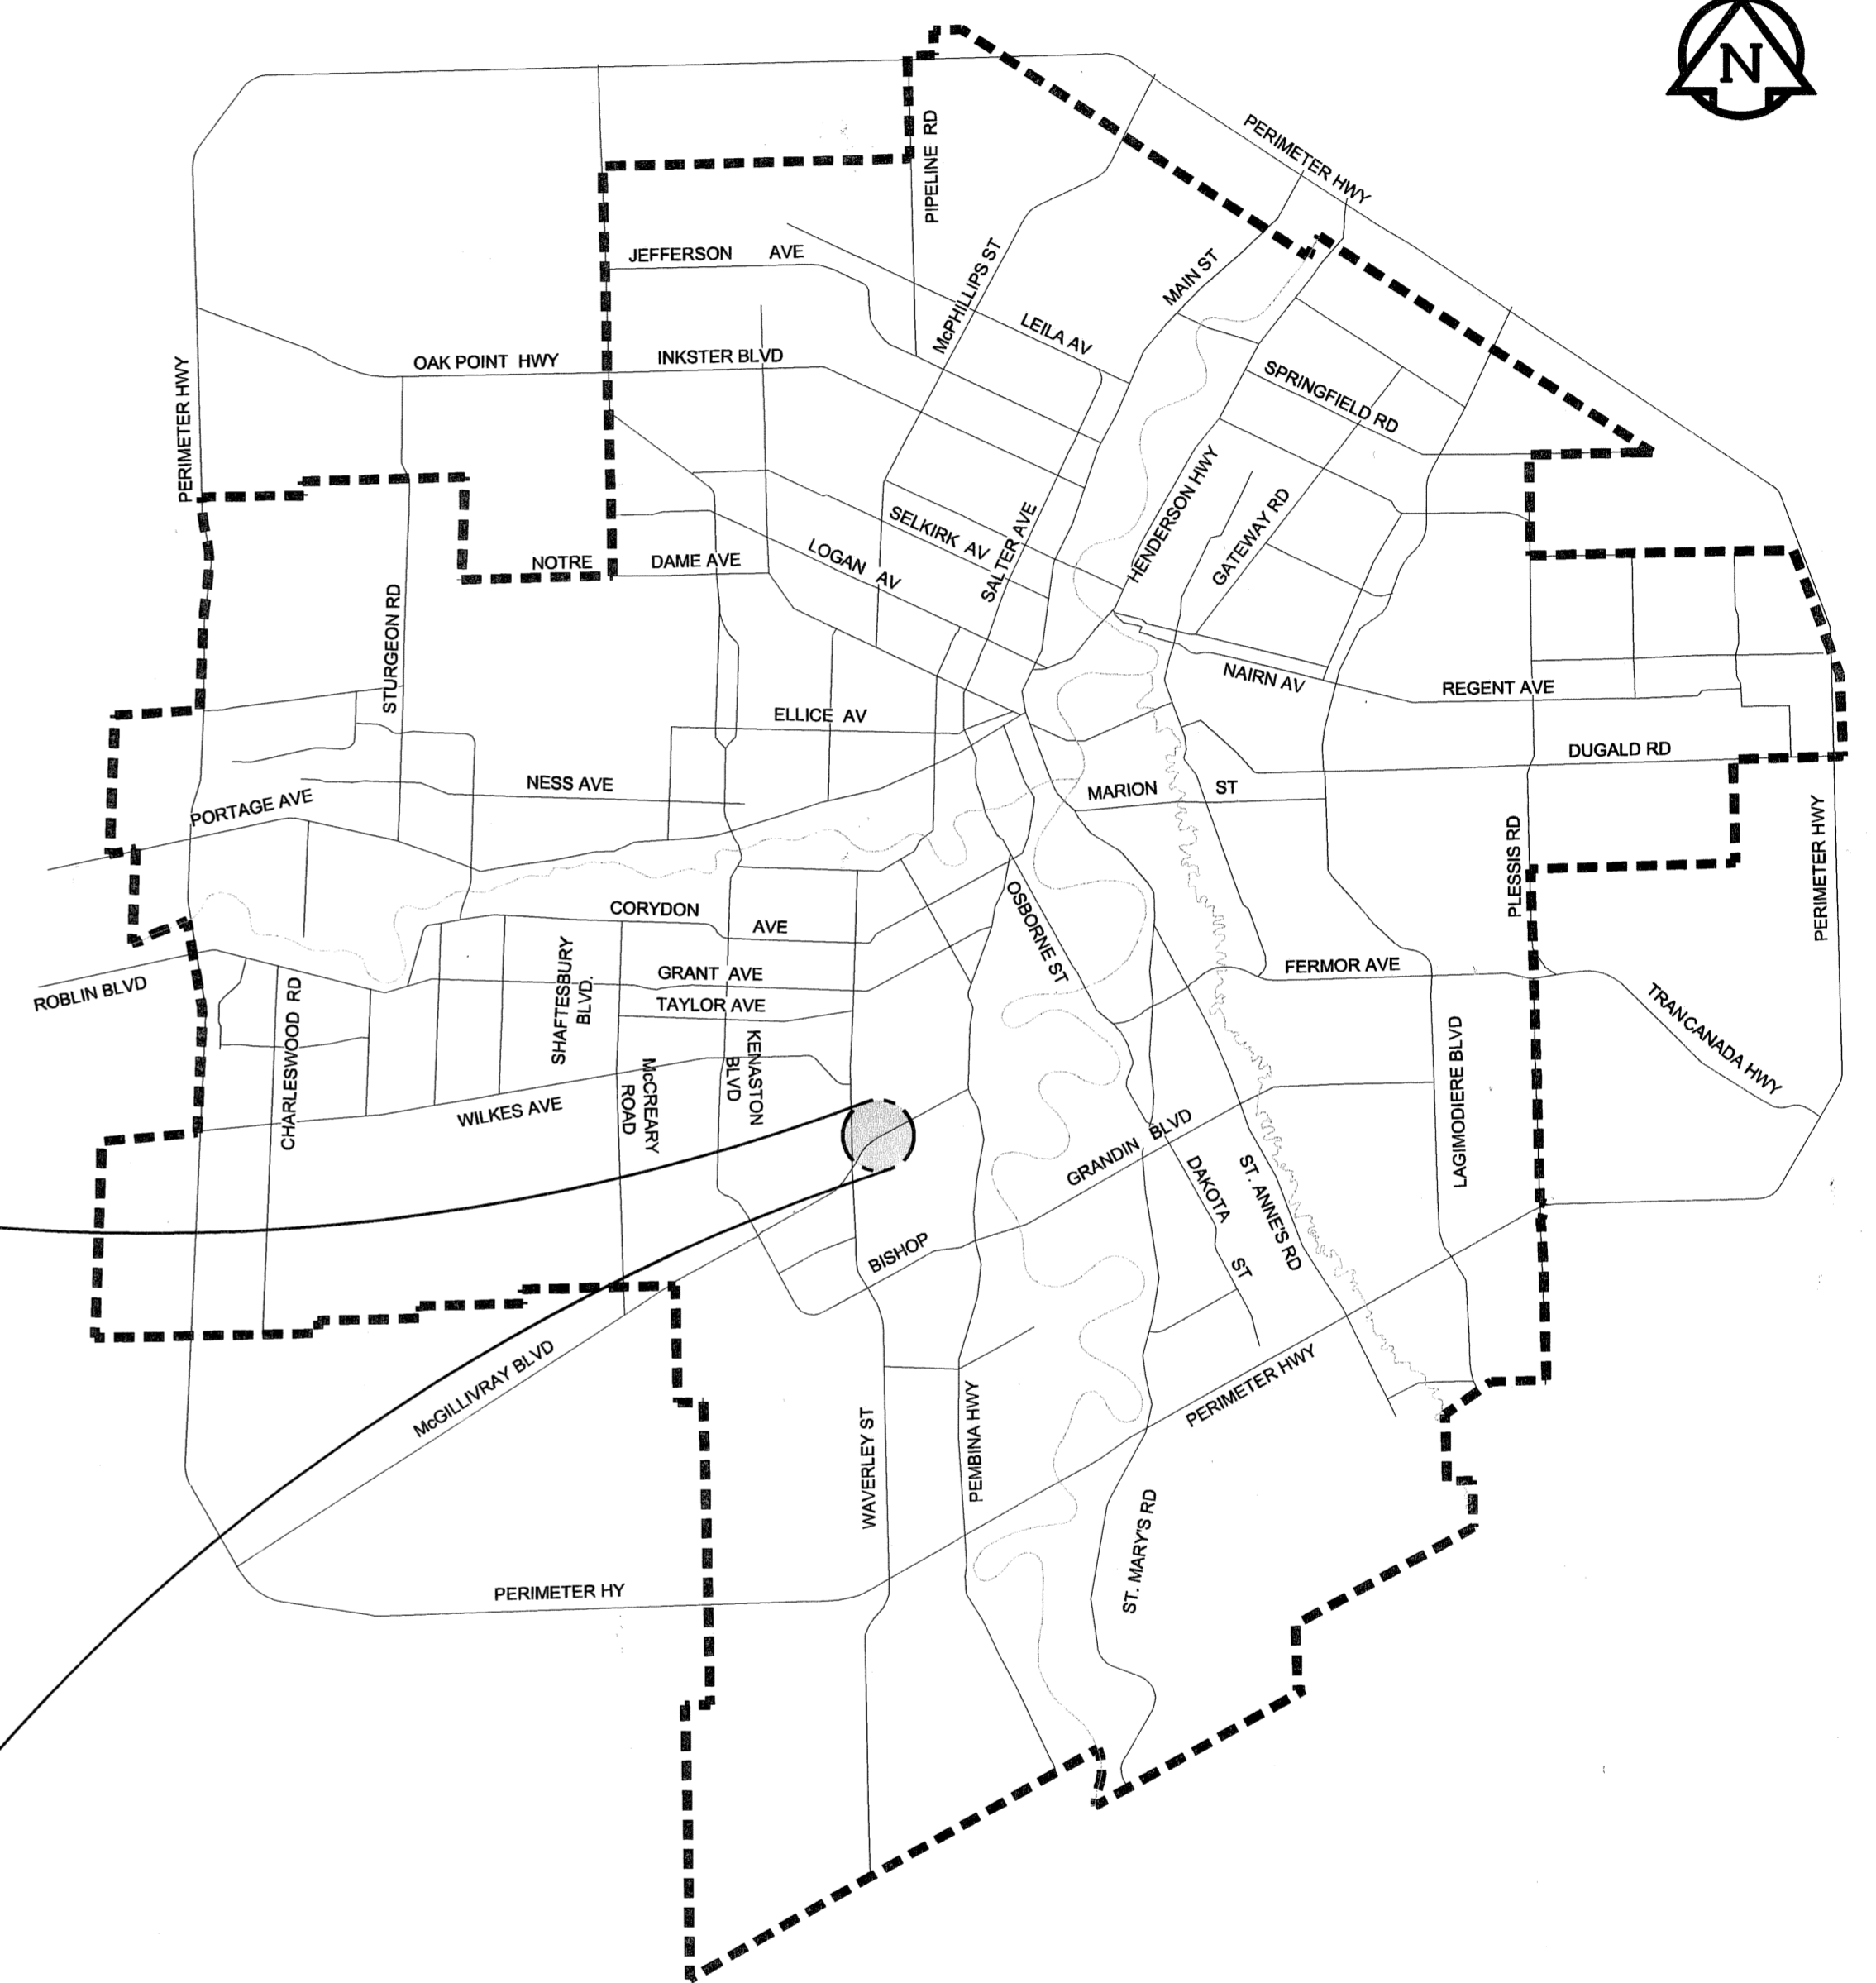 N
PERIMETER HWY
PIPELINE RD
JEFFERSON AVE
McPHILLIPS ST
MAIN ST
LEILA AV
OAK POINT HWY
INKSTER BLVD
PERIMETER HWY
SPRINGFIELD RD
HENDERSON HWY
GATEWAY RD
SELKIRK AV
SALTER AVE
NOTRE DAME AVE
LOGAN AV
STURGEON RD
NAIRN AV
REGENT AVE
ELLICE AV
DUGALD RD
NESS AVE
MARION ST
PORTAGE AVE
PLESSIS RD
PERIMETER HWY
CORYDON AVE
OSBORNE ST
SHAFTESBURY
BLVD.
GRANT AVE
FERMOR AVE
ROBLIN BLVD
CHARLESWOOD RD
TAYLOR AVE
TRANCANADA HWY
KENASTON
BLVD
McCREARY
ROAD
LAGIMODIERE BLVD
WILKES AVE
GRANDIN BLVD
DAKOTA ST
ST. ANNE'S RD
BISHOP
McGILLIVRAY BLVD
PERIMETER HWY
WAVERLEY ST
PEMBINA HWY
ST. MARY'S RD
PERIMETER HY